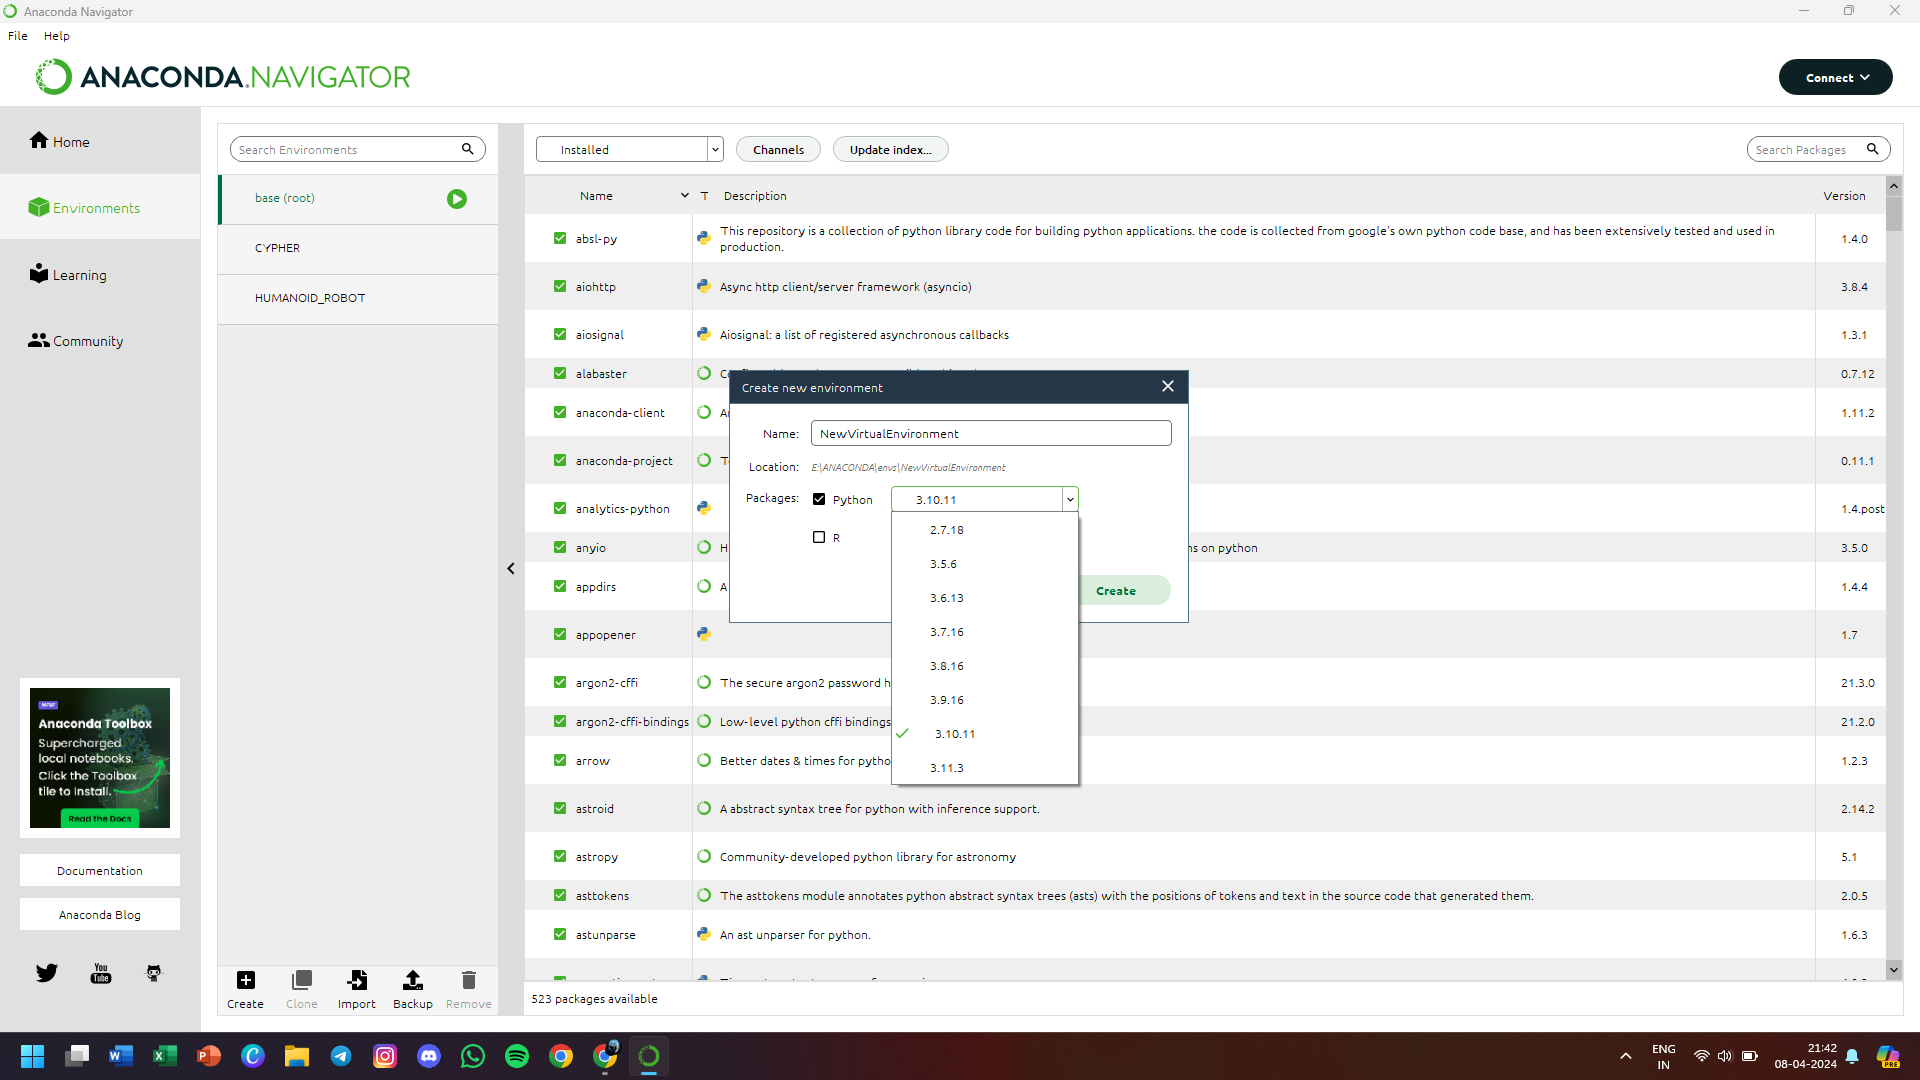 Anaconda Navigator
File Help
ANACONDA.NAVIGATOR
Connect
Home
Environments
Learning
Community
NEW
Anaconda Toolbox
Supercharged
local notebooks.
Click the Toolbox
tile to install.
Read the Docs
Documentation
Anaconda Blog
You
Tube
Search Environments
base (root)
CYPHER
HUMANOID_ROBOT
Create Clone Import Backup Remove
Installed
Channels
Update index...
Search Packages
Name T Description Version
absl-py This repository is a collection of python library code for building python applications. the code is collected from google's own python code base, and has been extensively tested and used in
production. 1.4.0
aiohttp Async http client/server framework (asyncio) 3.8.4
aiosignal Aiosignal: a list of registered asynchronous callbacks 1.3.1
alabaster 0.7.12
anaconda-client 1.11.2
anaconda-project 0.11.1
analytics-python 1.4.post
anyio ns on python 3.5.0
appdirs A 1.4.4
appopener 1.7
argon2-cffi The secure argon2 password h 21.3.0
argon2-cffi-bindings Low-level python cffi bindings 21.2.0
arrow Better dates & times for pytho 1.2.3
astroid A abstract syntax tree for python with inference support. 2.14.2
astropy Community-developed python library for astronomy 5.1
asttokens The asttokens module annotates python abstract syntax trees (asts) with the positions of tokens and text in the source code that generated them. 2.0.5
astunparse An ast unparser for python. 1.6.3
523 packages available
Create new environment
Name: NewVirtualEnvironment
Location: E:\ANACONDA\envs\NewVirtualEnvironment
Packages: Python 3.10.11
R
2.7.18
3.5.6
3.6.13
3.7.16
3.8.16
3.9.16
3.10.11
3.11.3
Create
ENG
IN
21:42
08-04-2024
PRE